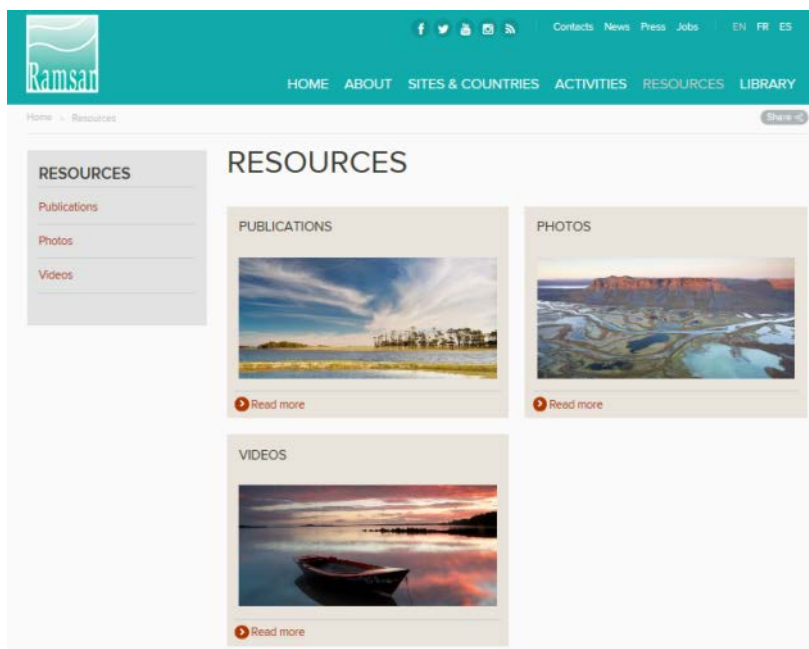 Ramsar
Contacts News Press Jobs EN FR ES
HOME ABOUT SITES & COUNTRIES ACTIVITIES RESOURCES LIBRARY
Home > Resources
Share
RESOURCES
Publications
Photos
Videos
RESOURCES
PUBLICATIONS
Read more
PHOTOS
Read more
VIDEOS
Read more